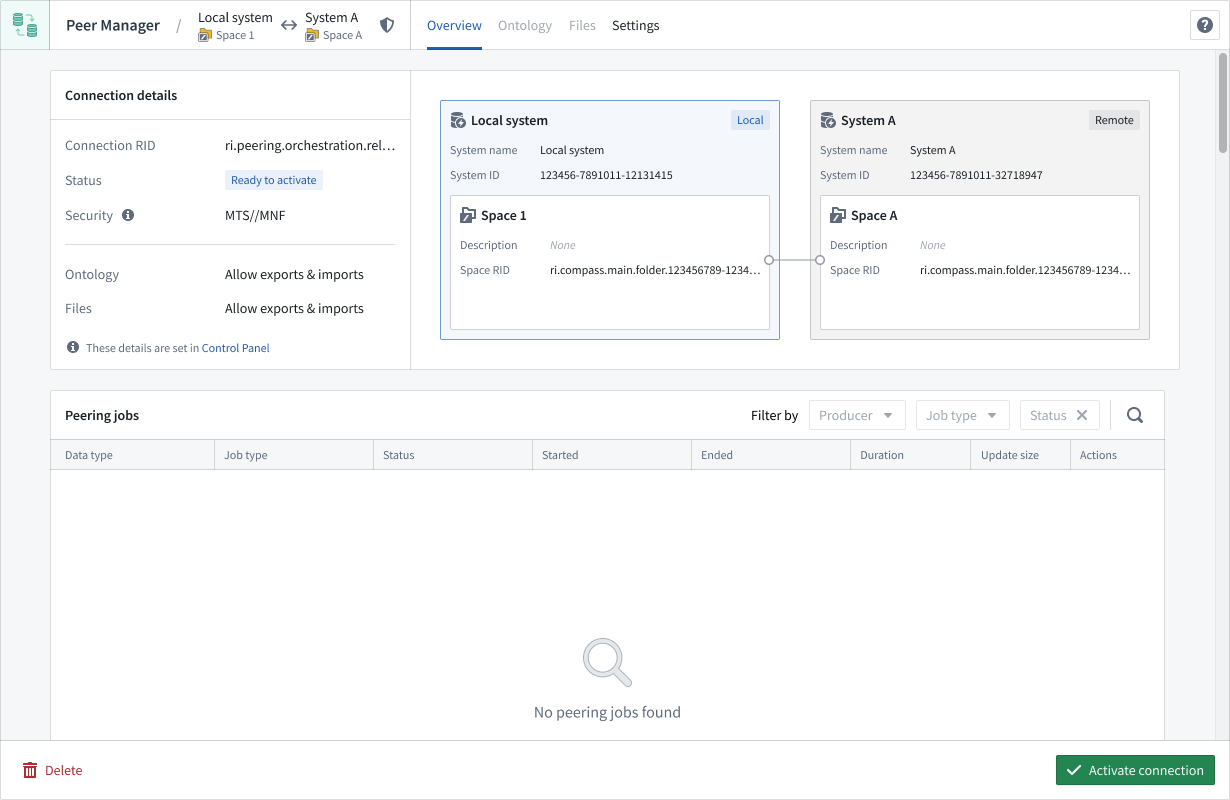 Peer Manager / Local system ↔ System A
Space 1 Space A
Overview Ontology Files Settings
Connection details
Connection RID ri.peering.orchestration.rel…
Status Ready to activate
Security MTS//MNF
Ontology Allow exports & imports
Files Allow exports & imports
These details are set in Control Panel
Local system Local
System name Local system
System ID 123456-7891011-12131415
Space 1
Description None
Space RID ri.compass.main.folder.123456789-1234…
System A Remote
System name System A
System ID 123456-7891011-32718947
Space A
Description None
Space RID ri.compass.main.folder.123456789-1234…
Peering jobs Filter by Producer Job type Status
Data type Job type Status Started Ended Duration Update size Actions
No peering jobs found
Delete Activate connection